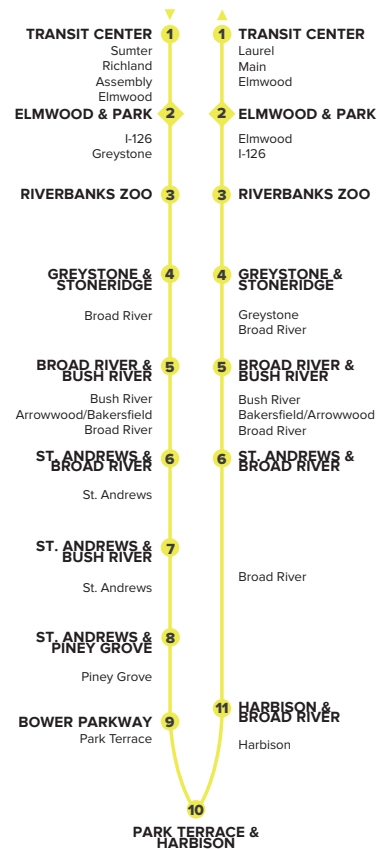 TRANSIT CENTER 1
Sumter
Richland
Assembly
Elmwood
ELMWOOD & PARK 2
I-126
Greystone
RIVERBANKS ZOO 3
GREYSTONE &
STONERIDGE 4
Broad River
BROAD RIVER &
BUSH RIVER 5
Bush River
Arrowwood/Bakersfield
Broad River
ST. ANDREWS &
BROAD RIVER 6
St. Andrews
ST. ANDREWS &
BUSH RIVER 7
St. Andrews
ST. ANDREWS &
PINEY GROVE 8
Piney Grove
BOWER PARKWAY 9
Park Terrace
10
PARK TERRACE &
HARBISON
1 TRANSIT CENTER
Laurel
Main
Elmwood
2 ELMWOOD & PARK
Elmwood
I-126
3 RIVERBANKS ZOO
4 GREYSTONE &
STONERIDGE
Greystone
Broad River
5 BROAD RIVER &
BUSH RIVER
Bush River
Bakersfield/Arrowwood
Broad River
6 ST. ANDREWS &
BROAD RIVER
Broad River
11 HARBISON &
BROAD RIVER
Harbison